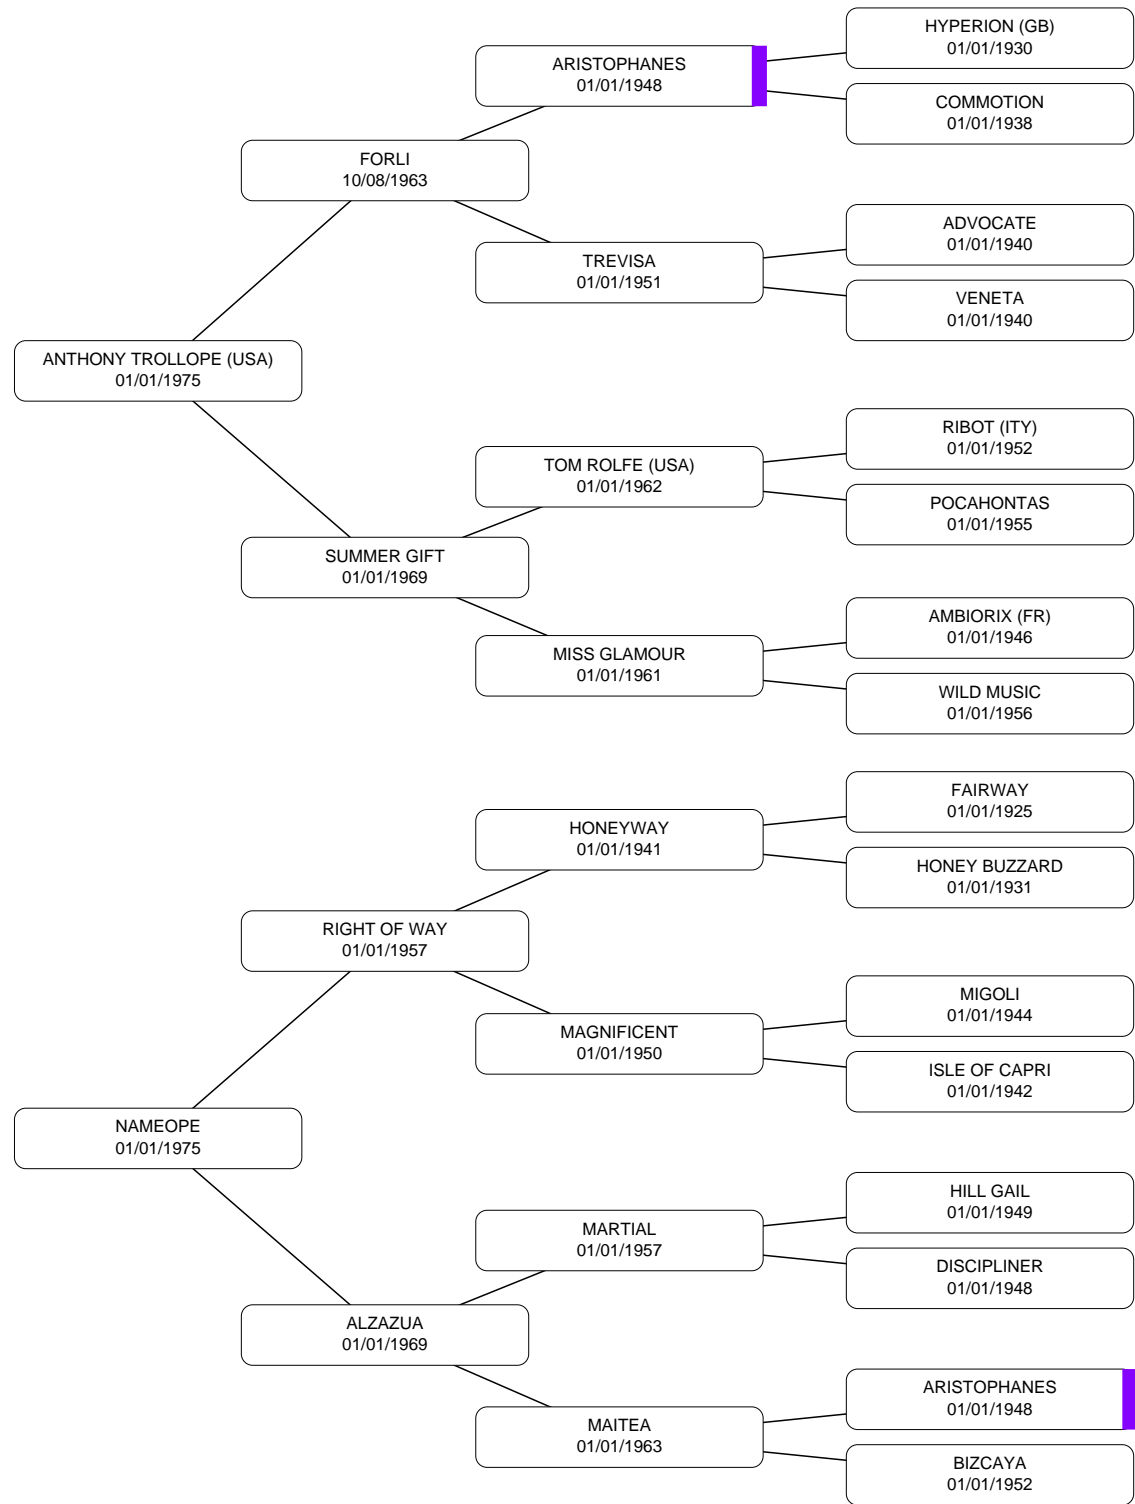 HYPERION (GB)
01/01/1930
ARISTOPHANES
01/01/1948
COMMOTION
01/01/1938
FORLI
10/08/1963
ADVOCATE
01/01/1940
TREVISA
01/01/1951
VENETA
01/01/1940
ANTHONY TROLLOPE (USA)
01/01/1975
RIBOT (ITY)
01/01/1952
TOM ROLFE (USA)
01/01/1962
POCAHONTAS
01/01/1955
SUMMER GIFT
01/01/1969
AMBIORIX (FR)
01/01/1946
MISS GLAMOUR
01/01/1961
WILD MUSIC
01/01/1956
FAIRWAY
01/01/1925
HONEYWAY
01/01/1941
HONEY BUZZARD
01/01/1931
RIGHT OF WAY
01/01/1957
MIGOLI
01/01/1944
MAGNIFICENT
01/01/1950
ISLE OF CAPRI
01/01/1942
NAMEOPE
01/01/1975
HILL GAIL
01/01/1949
MARTIAL
01/01/1957
DISCIPLINER
01/01/1948
ALZAZUA
01/01/1969
ARISTOPHANES
01/01/1948
MAITEA
01/01/1963
BIZCAYA
01/01/1952